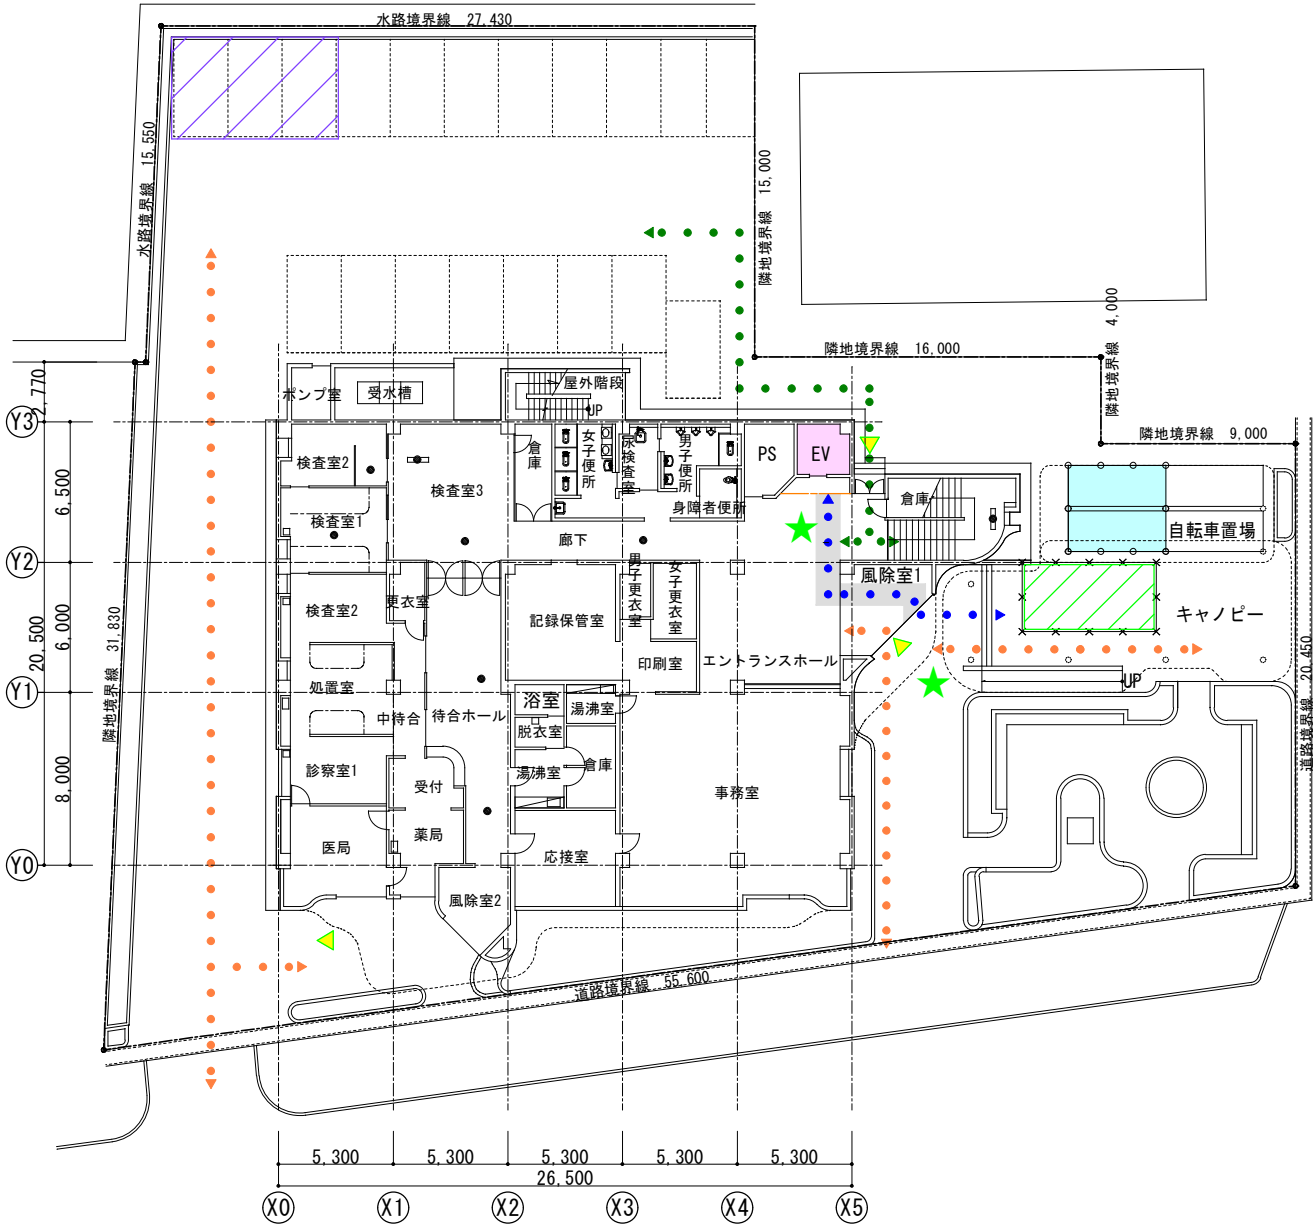 水路境界線 27,430
水路境界線 15,550
隣地境界線 15,000
隣地境界線 4,000
隣地境界線 16,000
隣地境界線 9,000
2,770
ポンプ室
受水槽
屋外階段
UP
Y3
検査室2
検査室3
倉庫
女子便所
尿検査室
男子便所
PS
EV
身障者便所
倉庫
自転車置場
6,500
検査室1
廊下
Y2
風除室1
検査室2
更衣室
記録保管室
男子更衣室
女子更衣室
キャノピー
6,000
20,500
隣地境界線 31,830
印刷室
エントランスホール
道路境界線 20,450
UP
Y1
処置室
中待合
待合ホール
浴室
湯沸室
脱衣室
8,000
診察室1
受付
湯沸室
倉庫
事務室
医局
薬局
応接室
Y0
風除室2
道路境界線 55,600
5,300
5,300
5,300
5,300
5,300
26,500
X0
X1
X2
X3
X4
X5